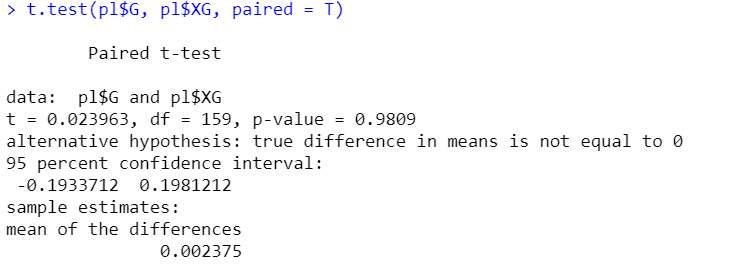 > t.test(pl$G, pl$XG, paired = T)
Paired t-test
data:  pl$G and pl$XG
t = 0.023963, df = 159, p-value = 0.9809
alternative hypothesis: true difference in means is not equal to 0
95 percent confidence interval:
-0.1933712  0.1981212
sample estimates:
mean of the differences
0.002375